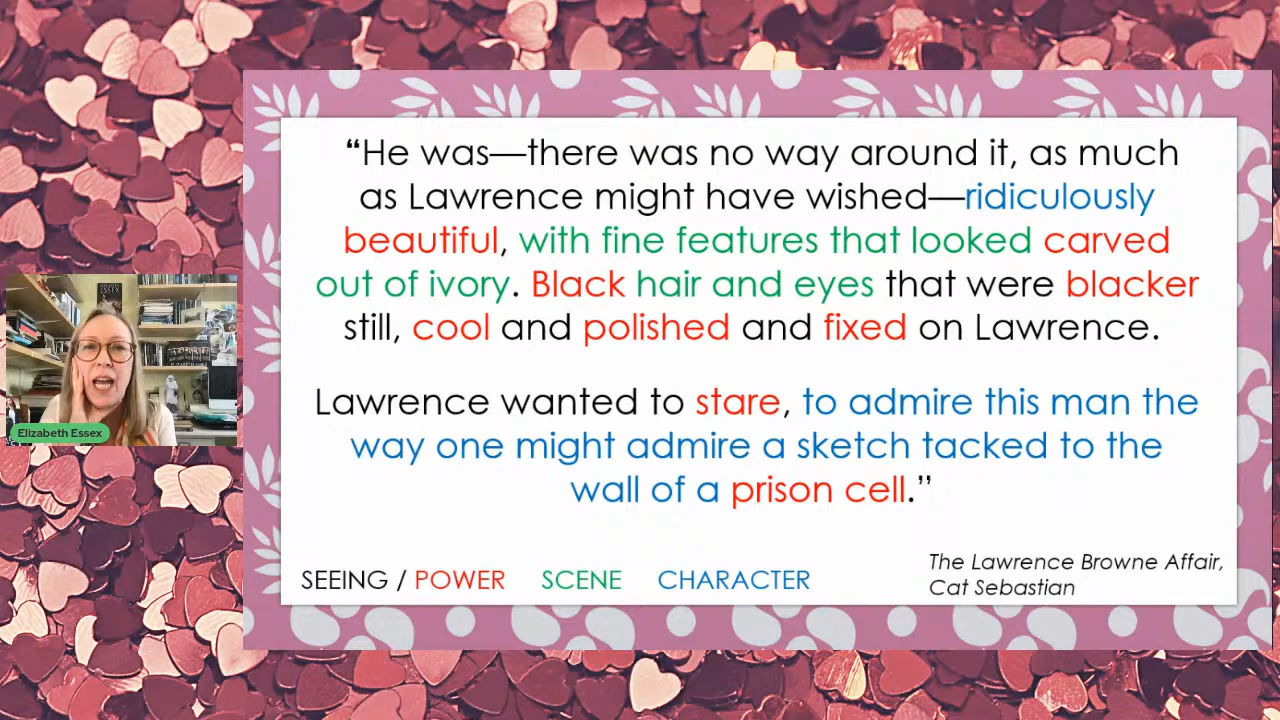 “He was—there was no way around it, as much
as Lawrence might have wished—ridiculously
beautiful, with fine features that looked carved
out of ivory. Black hair and eyes that were blacker
still, cool and polished and fixed on Lawrence.
Lawrence wanted to stare, to admire this man the
way one might admire a sketch tacked to the
wall of a prison cell.”
SEEING / POWER SCENE CHARACTER
The Lawrence Browne Affair,
Cat Sebastian
Elizabeth Essex